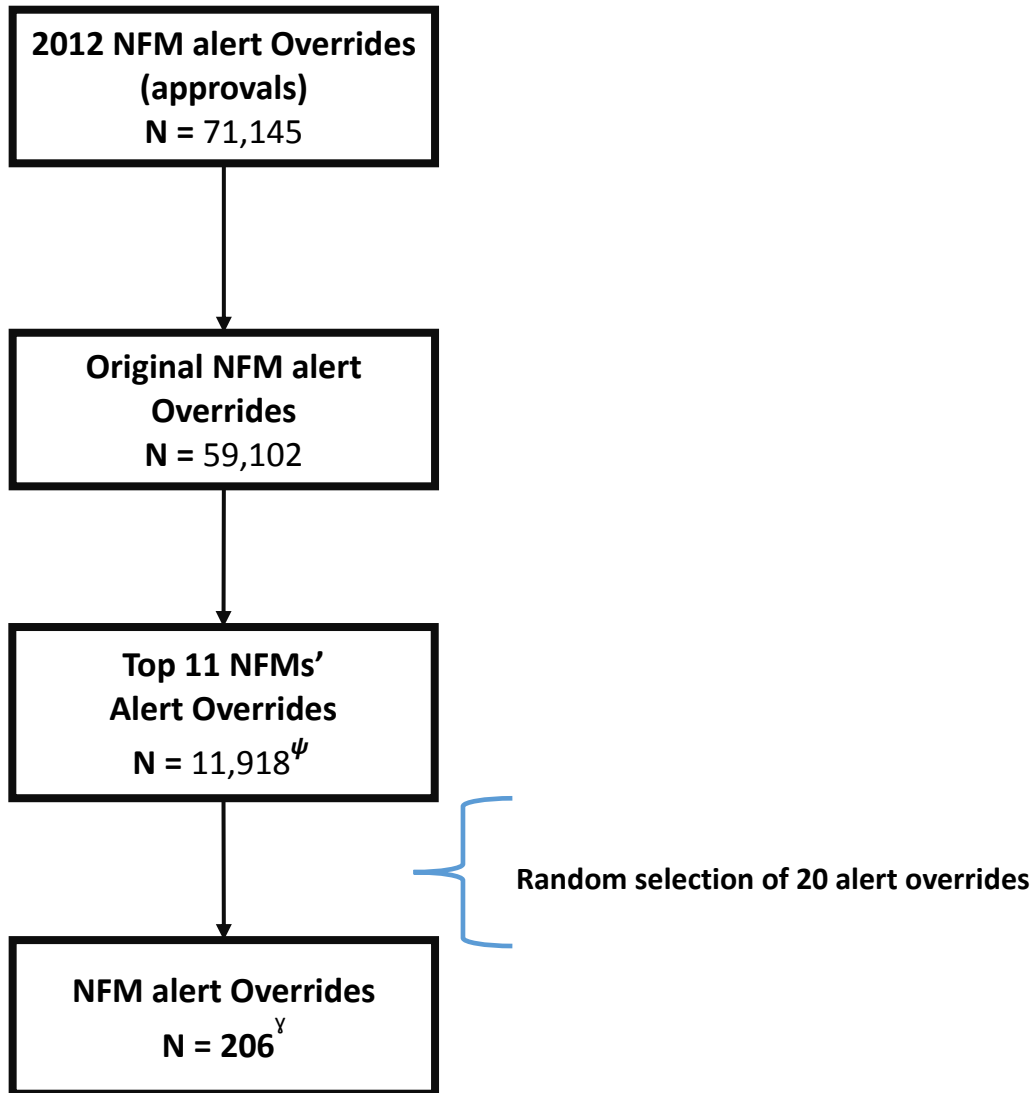 2012 NFM alert Overrides
(approvals)
N = 71,145
Original NFM alert
Overrides
N = 59,102
Top 11 NFMs’
Alert Overrides
N = 11,918ψ
Random selection of 20 alert overrides
NFM alert Overrides
N = 206ɣ